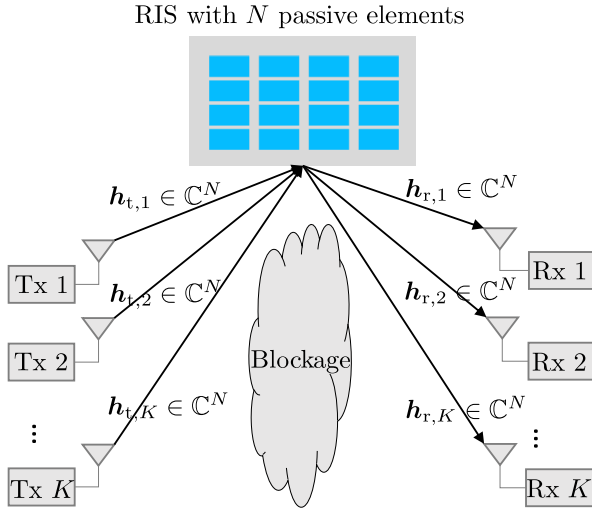 RIS with N passive elements
h_{t,1} ∈ ℂ^N
h_{r,1} ∈ ℂ^N
Tx 1
Rx 1
h_{t,2} ∈ ℂ^N
h_{r,2} ∈ ℂ^N
Tx 2
Blockage
Rx 2
h_{t,K} ∈ ℂ^N
h_{r,K} ∈ ℂ^N
⋮
⋮
Tx K
Rx K